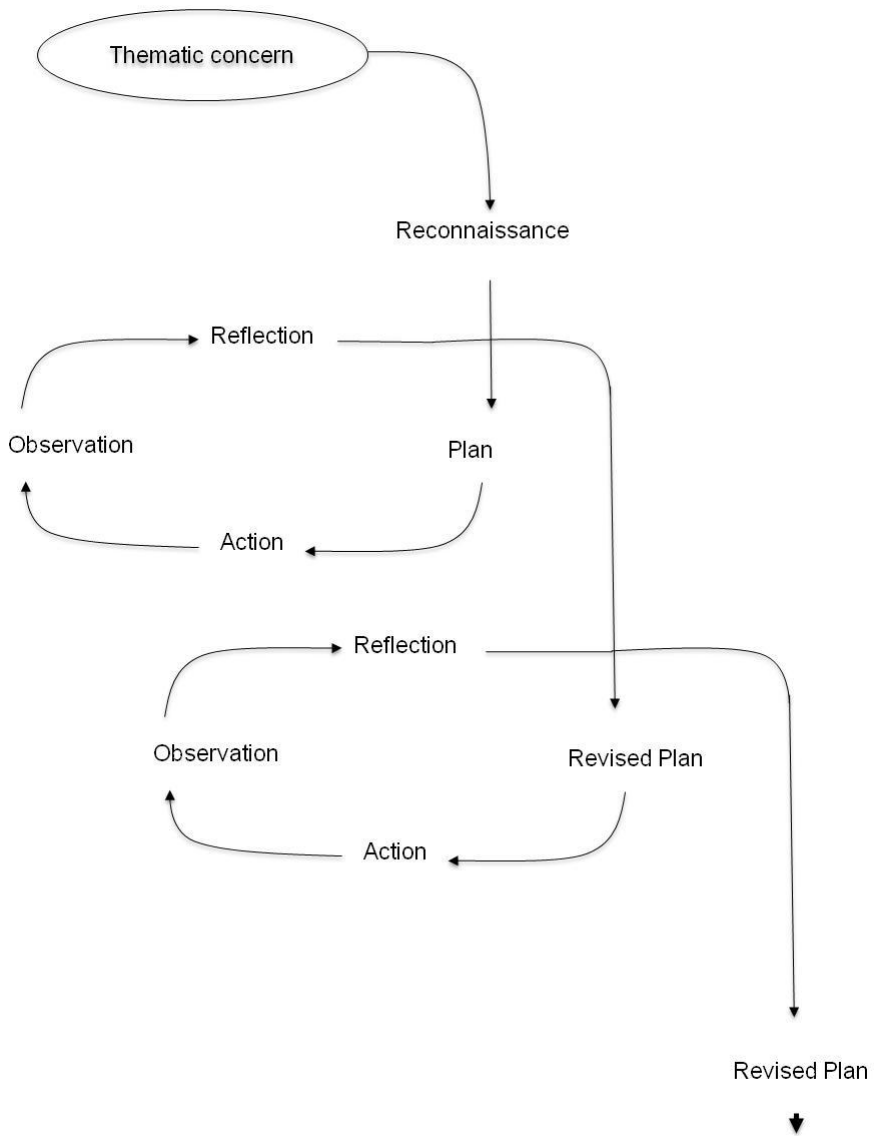 Thematic concern
Reconnaissance
Reflection
Observation
Plan
Action
Reflection
Observation
Revised Plan
Action
Revised Plan